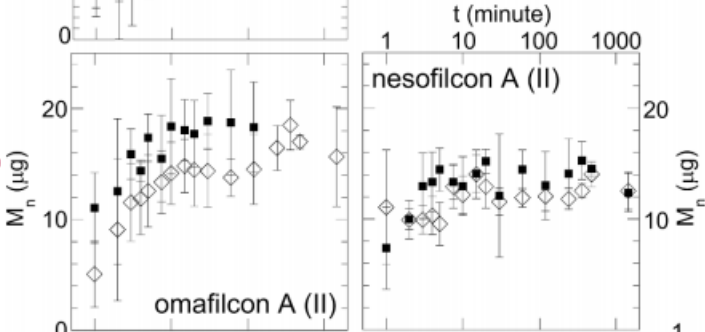 t (minute)
0
1 10 100 1000
nesofilcon A (II)
20 20
Mn (µg) Mn (µg)
10 10
omafilcon A (II)
0 1